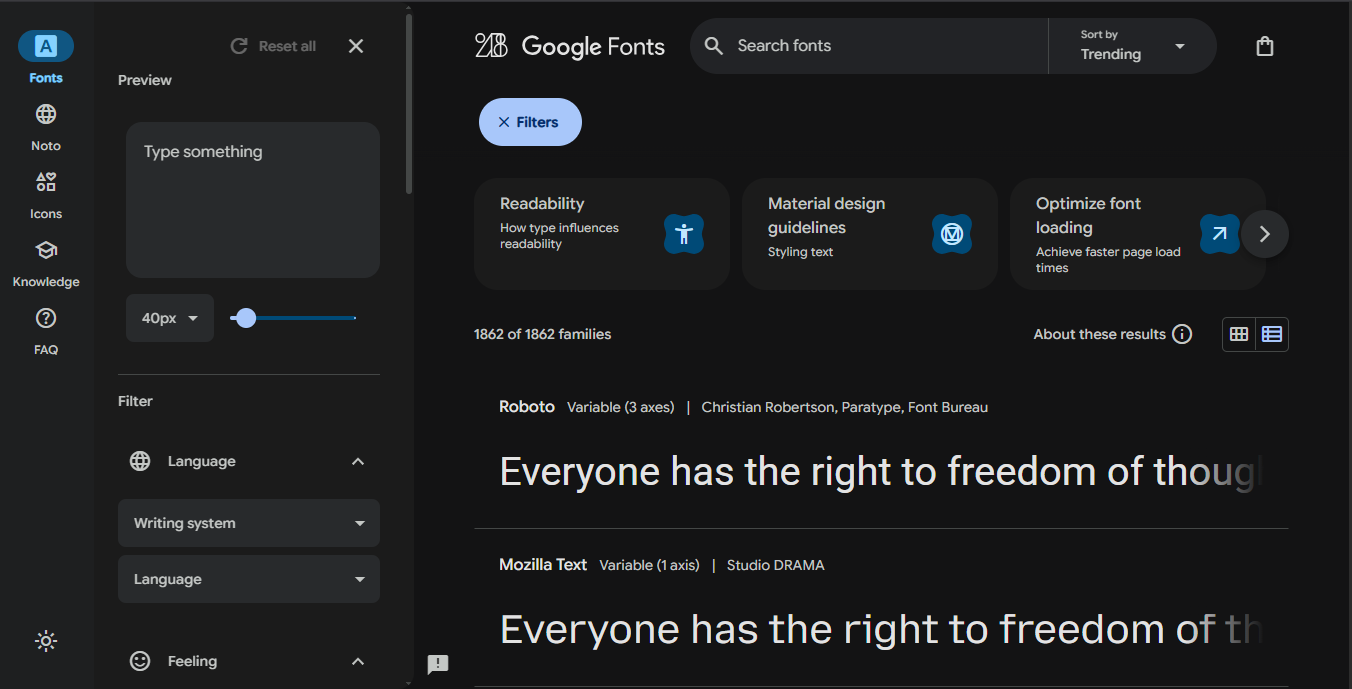 Fonts
Noto
Icons
Knowledge
FAQ
Reset all
Preview
Type something
40px
Filter
Language
Writing system
Language
Feeling
Google Fonts
Search fonts
Sort by
Trending
Filters
Readability
How type influences
readability
Material design
guidelines
Styling text
Optimize font
loading
Achieve faster page load
times
1862 of 1862 families
About these results
Roboto Variable (3 axes) | Christian Robertson, Paratype, Font Bureau
Everyone has the right to freedom of thoug
Mozilla Text Variable (1 axis) | Studio DRAMA
Everyone has the right to freedom of th